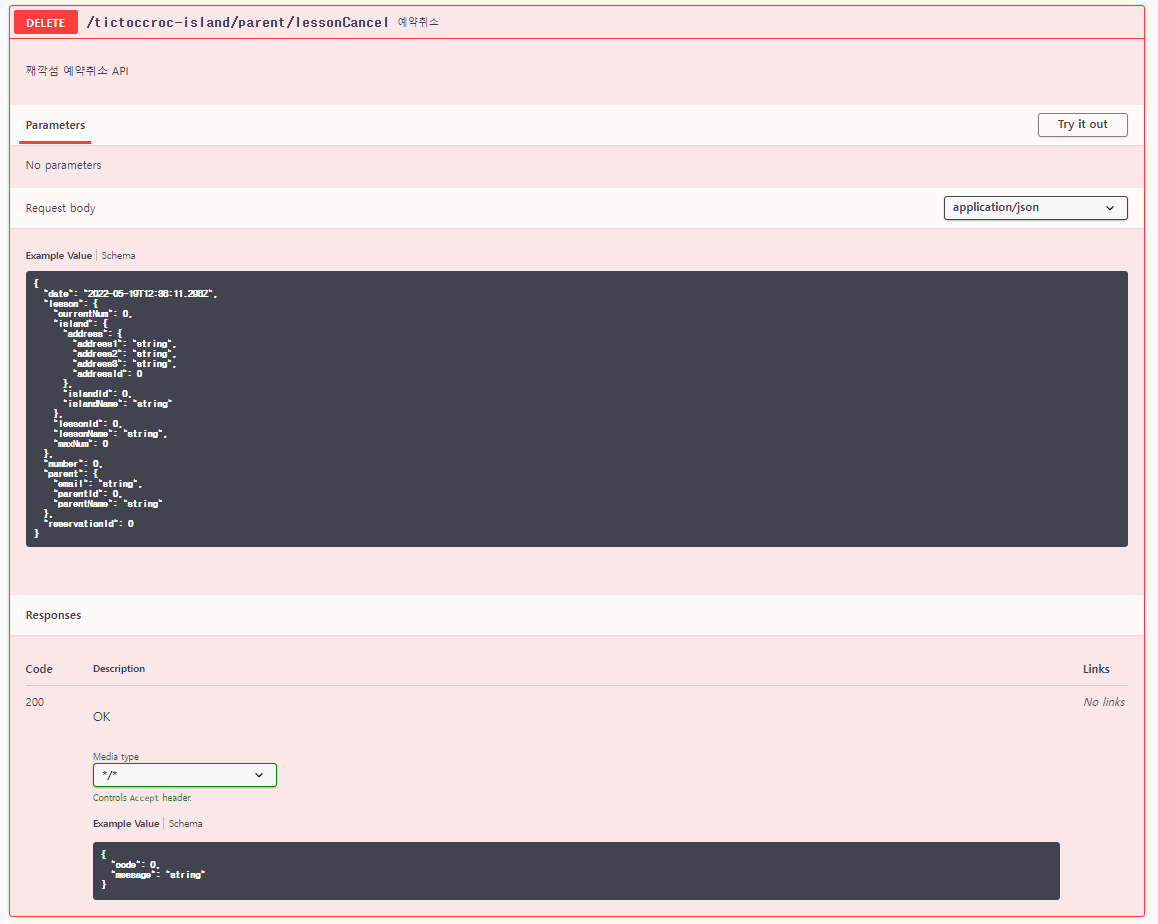 DELETE /tictoccroc-island/parent/lessonCancel 예약취소
째깍섬 예약취소 API
Parameters
Try it out
No parameters
Request body
application/json
Example Value
Schema
{
  "date": "2022-05-19T12:36:11.296Z",
  "lesson": {
    "currentNum": 0,
    "island": {
      "address": {
        "address1": "string",
        "address2": "string",
        "address3": "string",
        "addressId": 0
      },
      "islandId": 0,
      "islandName": "string"
    },
    "lessonId": 0,
    "lessonName": "string",
    "maxNum": 0
  },
  "number": 0,
  "parent": {
    "email": "string",
    "parentId": 0,
    "parentName": "string"
  },
  "reservationId": 0
}
Responses
Code Description Links
200
OK
No links
Media type
*/*
Controls Accept header.
Example Value
Schema
{
  "code": 0,
  "message": "string"
}